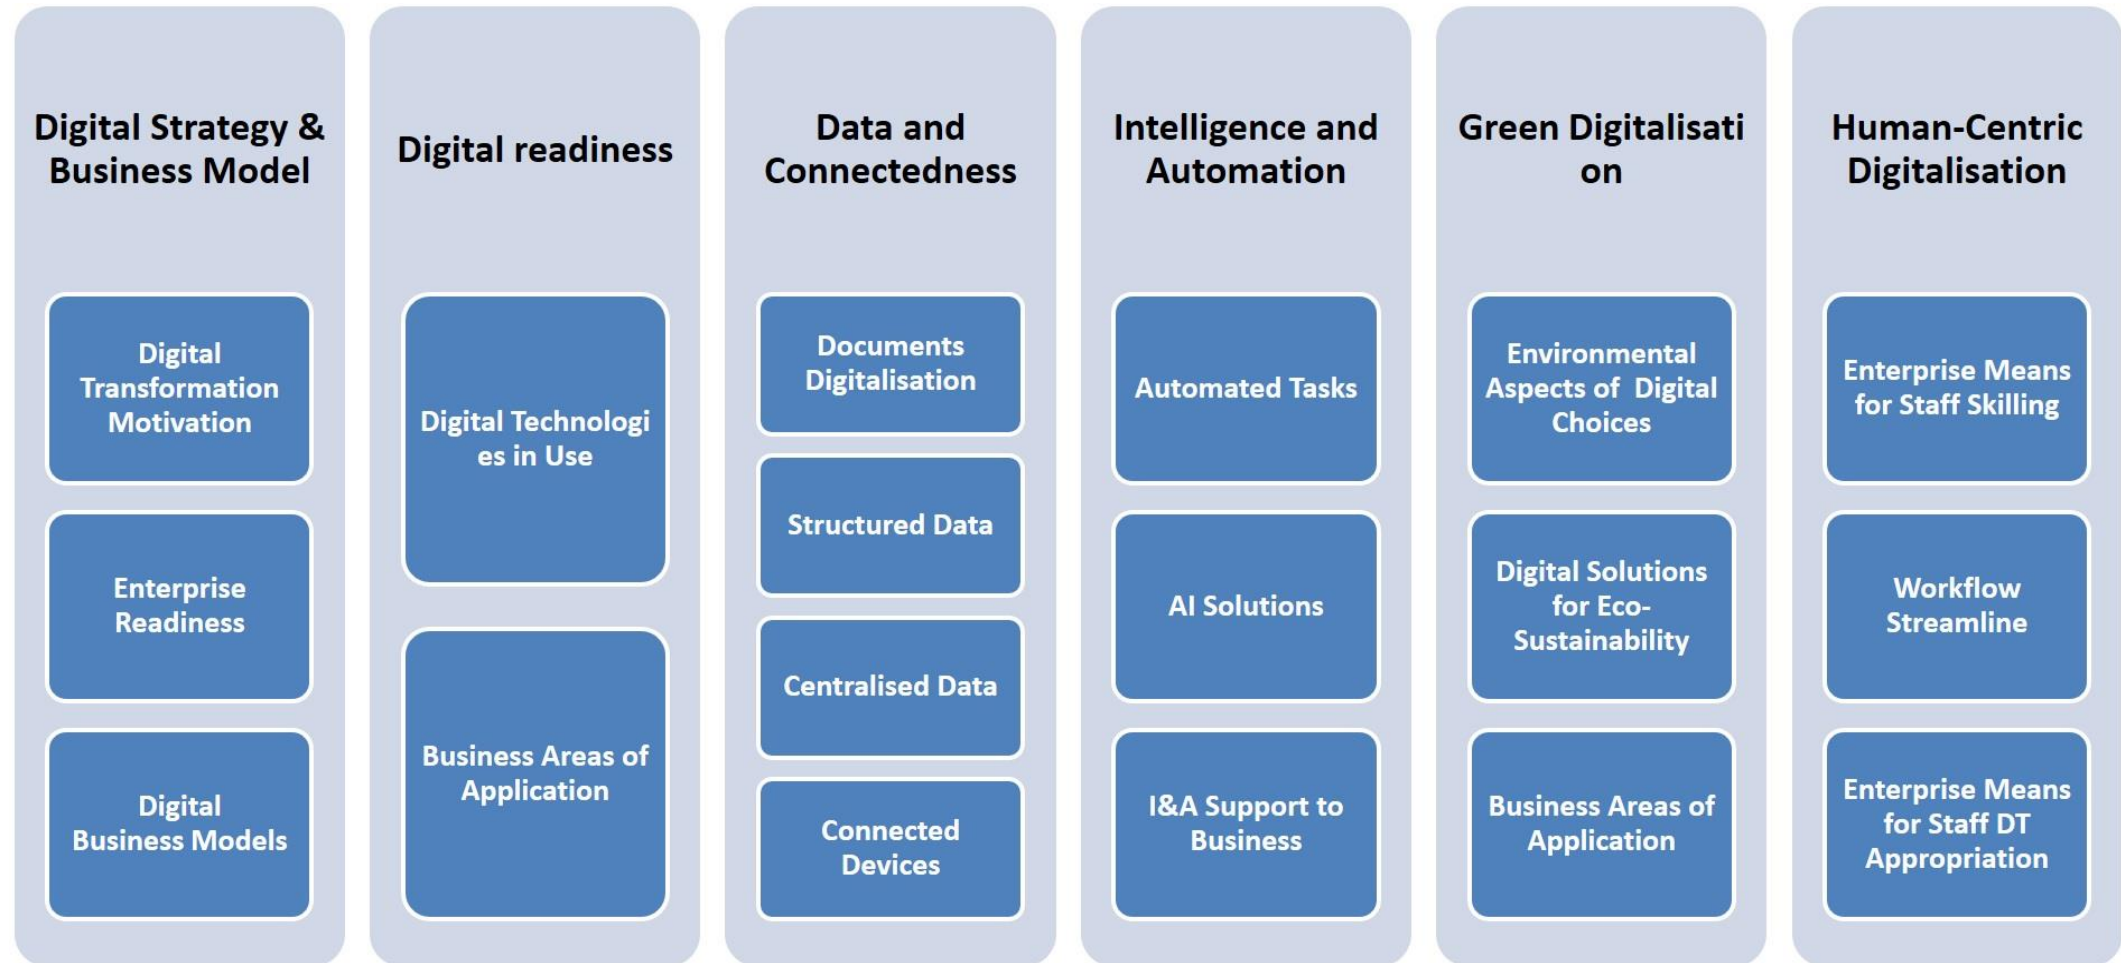 Digital Strategy &
Business Model
Digital Transformation
Motivation
Enterprise
Readiness
Digital
Business Models
Digital readiness
Digital Technologi
es in Use
Business Areas of
Application
Data and
Connectedness
Documents
Digitalisation
Structured Data
Centralised Data
Connected
Devices
Intelligence and
Automation
Automated Tasks
AI Solutions
I&A Support to
Business
Green Digitalisati
on
Environmental
Aspects of  Digital
Choices
Digital Solutions
for Eco-
Sustainability
Business Areas of
Application
Human-Centric
Digitalisation
Enterprise Means
for Staff Skilling
Workflow
Streamline
Enterprise Means
for Staff DT
Appropriation